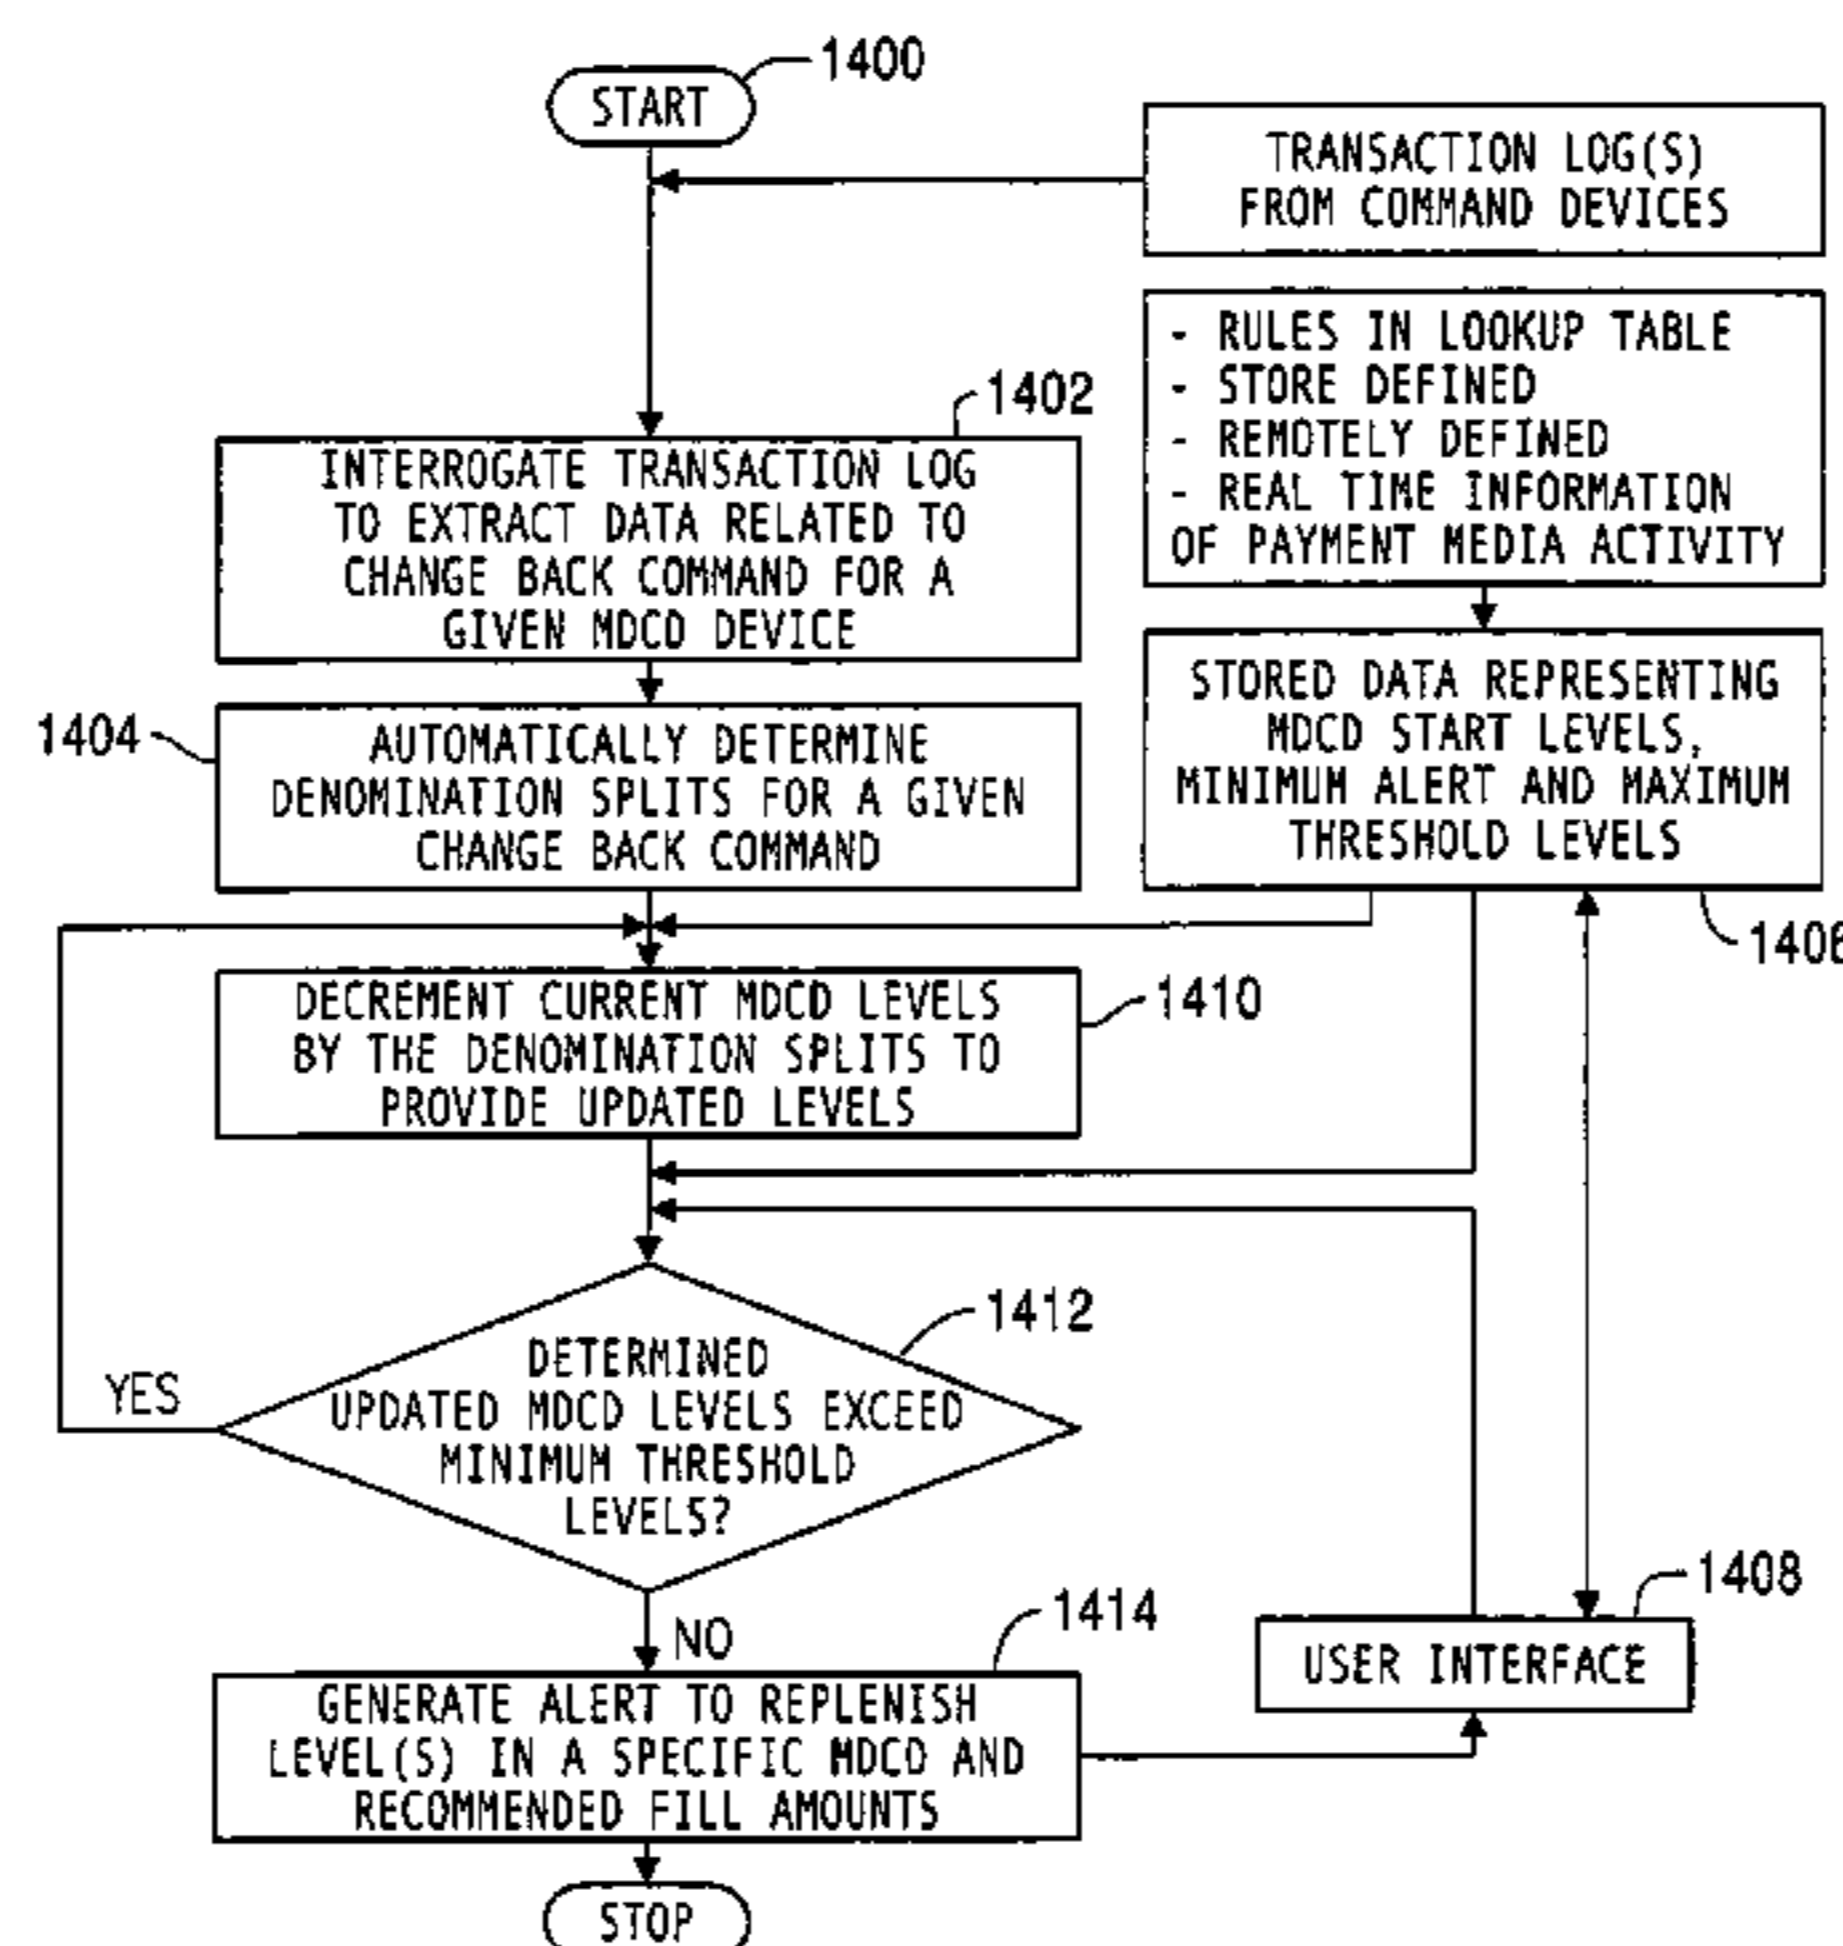 1400
START
TRANSACTION LOG(S)
FROM COMMAND DEVICES
- RULES IN LOOKUP TABLE
- STORE DEFINED
- REMOTELY DEFINED
- REAL TIME INFORMATION
OF PAYMENT MEDIA ACTIVITY
1402
INTERROGATE TRANSACTION LOG
TO EXTRACT DATA RELATED TO
CHANGE BACK COMMAND FOR A
GIVEN MDCD DEVICE
STORED DATA REPRESENTING
MDCD START LEVELS,
MINIMUM ALERT AND MAXIMUM
THRESHOLD LEVELS
1404
AUTOMATICALLY DETERMINE
DENOMINATION SPLITS FOR A GIVEN
CHANGE BACK COMMAND
1406
DECREMENT CURRENT MDCD LEVELS
BY THE DENOMINATION SPLITS TO
PROVIDE UPDATED LEVELS
1410
1412
DETERMINED
UPDATED MDCD LEVELS EXCEED
MINIMUM THRESHOLD
LEVELS?
YES
NO
1414
1408
USER INTERFACE
GENERATE ALERT TO REPLENISH
LEVEL(S) IN A SPECIFIC MDCD AND
RECOMMENDED FILL AMOUNTS
STOP